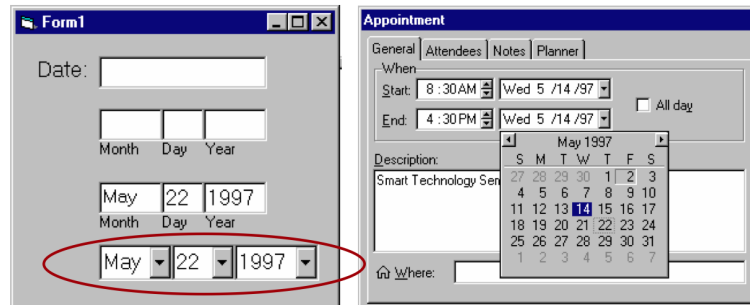 Form1
Date:
Month Day Year
May 22 1997
Month Day Year
May 22 1997
Appointment
General Attendees Notes Planner
When
Start: 8:30AM Wed 5 /14 /97
All day
End: 4:30PM Wed 5 /14 /97
May 1997
S M T W T F S
27 28 29 30 1 2 3
4 5 6 7 8 9 10
11 12 13 14 15 16 17
18 19 20 21 22 23 24
25 26 27 28 29 30 31
1 2 3 4 5 6 7
Description:
Smart Technology Sen
Where: